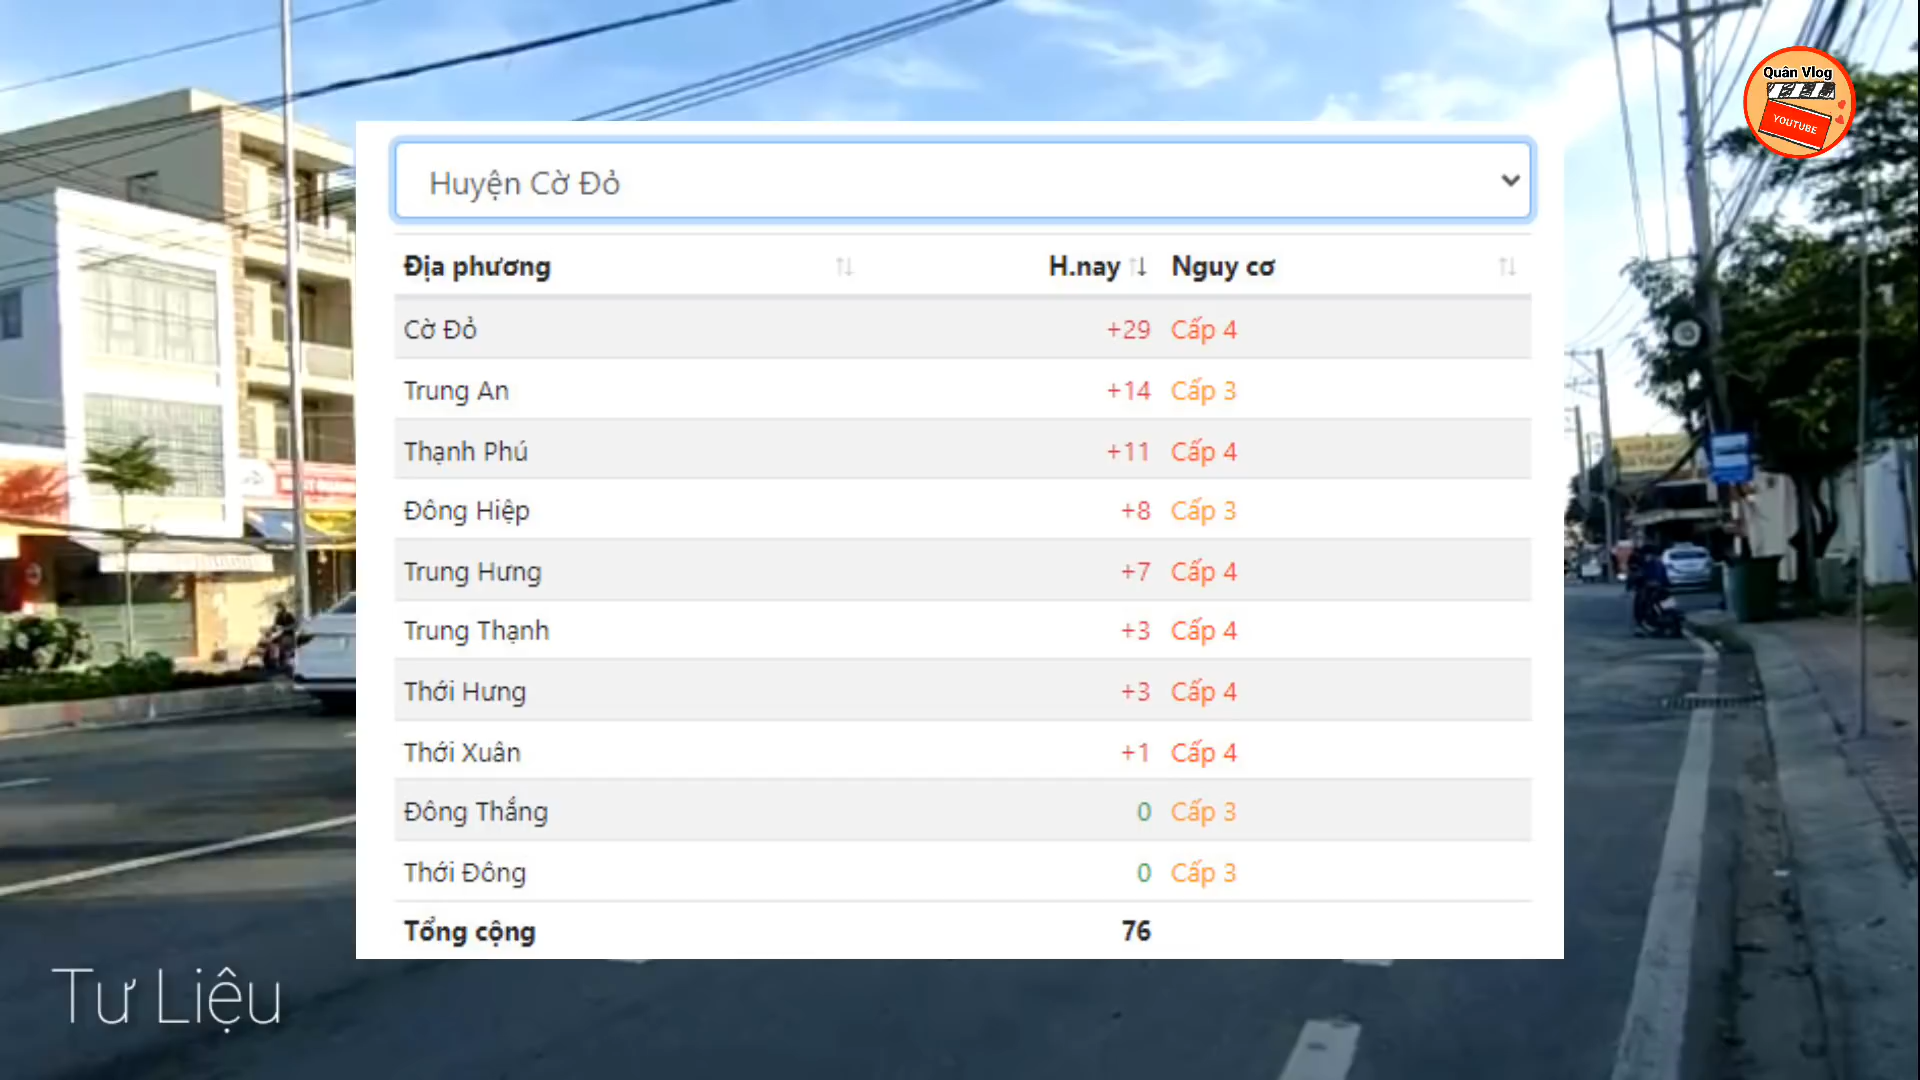 Quân Vlog
YOUTUBE
Huyện Cờ Đỏ
Địa phương H.nay Nguy cơ
Cờ Đỏ +29 Cấp 4
Trung An +14 Cấp 3
Thạnh Phú +11 Cấp 4
Đông Hiệp +8 Cấp 3
Trung Hưng +7 Cấp 4
Trung Thạnh +3 Cấp 4
Thới Hưng +3 Cấp 4
Thới Xuân +1 Cấp 4
Đông Thắng 0 Cấp 3
Thới Đông 0 Cấp 3
Tổng cộng 76
Tư Liệu